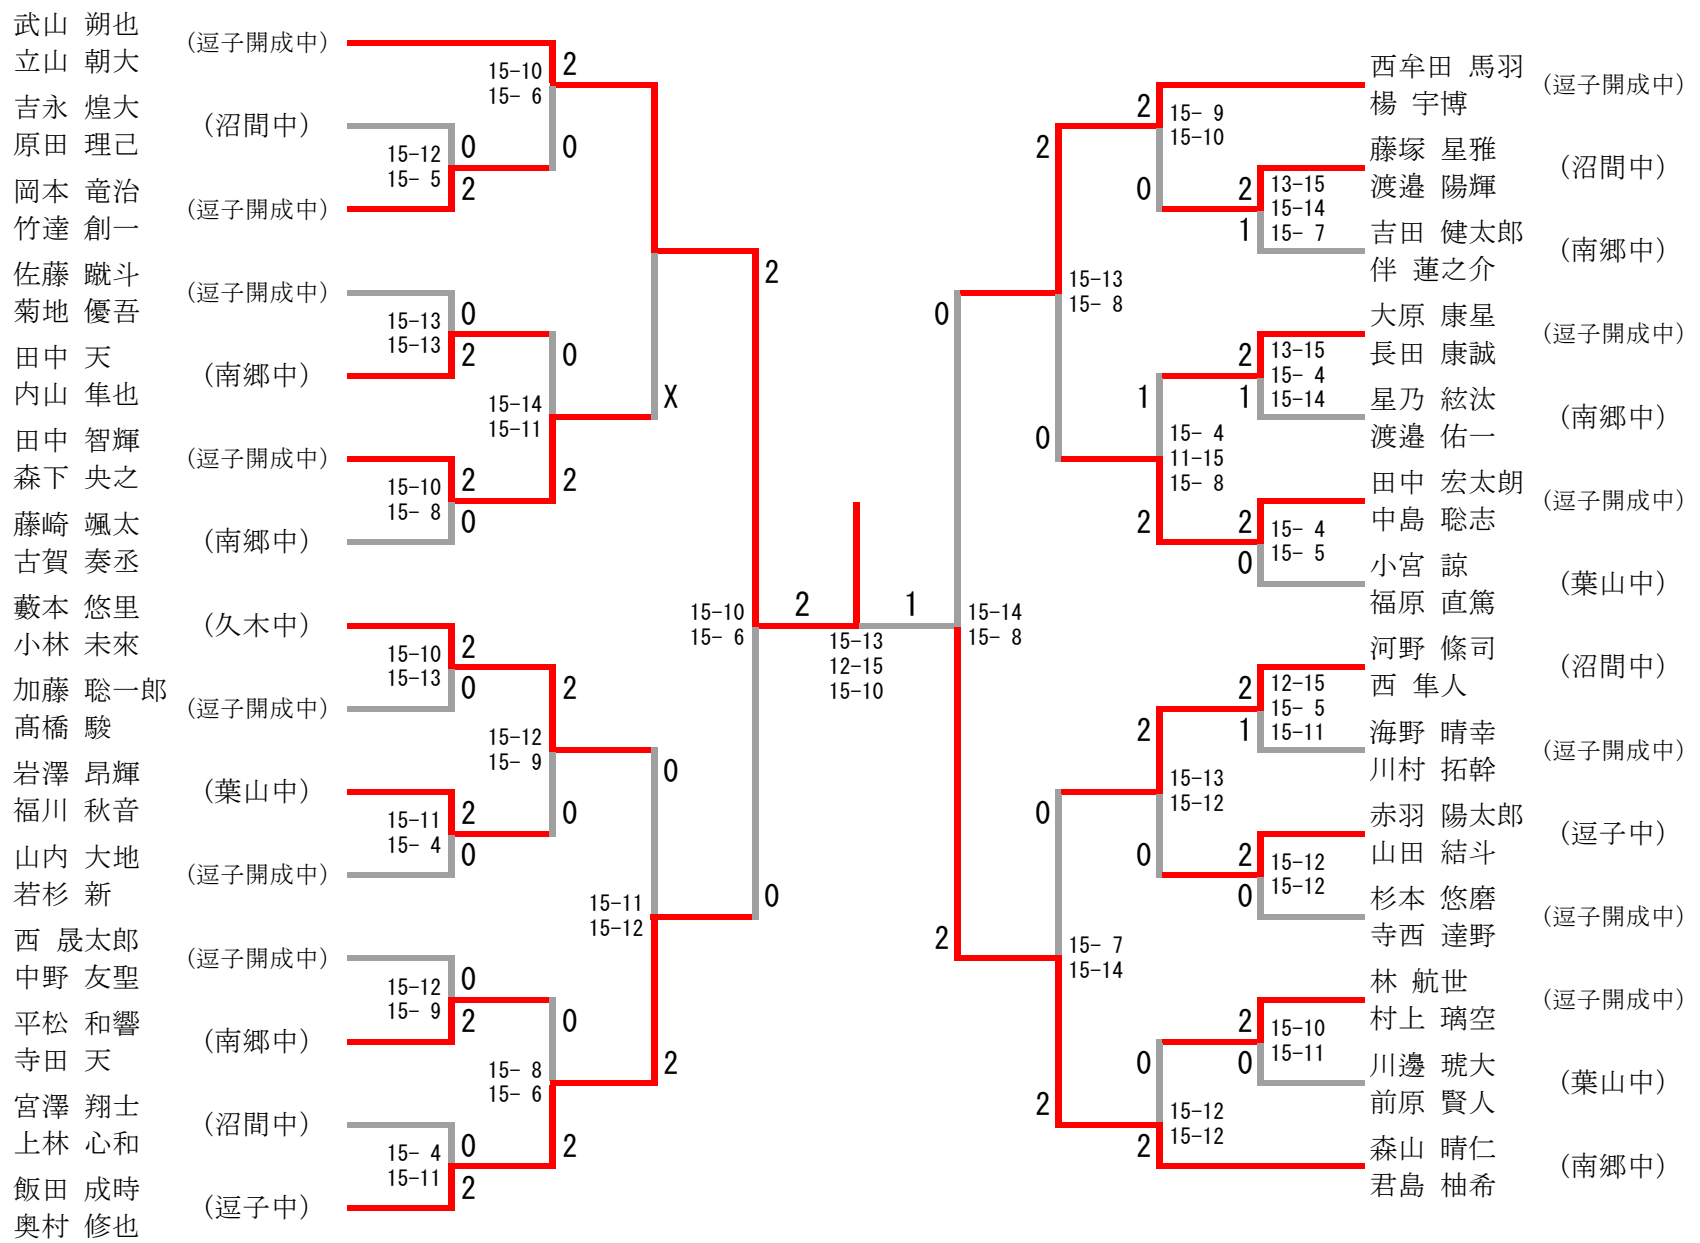 武山 朔也
(逗子開成中)
立山 朝大
吉永 煌大
(沼間中)
原田 理己
岡本 竜治
(逗子開成中)
竹達 創一
佐藤 蹴斗
(逗子開成中)
菊地 優吾
田中 天
(南郷中)
内山 隼也
田中 智輝
(逗子開成中)
森下 央之
藤崎 颯太
(南郷中)
古賀 奏丞
藪本 悠里
(久木中)
小林 未來
加藤 聡一郎
(逗子開成中)
髙橋 駿
岩澤 昂輝
(葉山中)
福川 秋音
山内 大地
(逗子開成中)
若杉 新
西 晟太郎
(逗子開成中)
中野 友聖
平松 和響
(南郷中)
寺田 天
宮澤 翔士
(沼間中)
上林 心和
飯田 成時
(逗子中)
奥村 修也
0
15-12
15- 5
2
0
15-13
15-13
2
2
15-10
15- 8
0
2
15-10
15-13
0
2
15-11
15- 4
0
0
15-12
15- 9
2
0
15- 4
15-11
2
2
15-10
15- 6
0
0
15-14
15-11
2
2
15-12
15- 9
0
0
15- 8
15- 6
2
X
0
15-11
15-12
2
2
15-10
15- 6
0
2
1
15-13
12-15
15-10
0
15-14
15- 8
2
2
15-13
15- 8
0
0
15- 7
15-14
2
2
15- 9
15-10
0
1
15- 4
11-15
15- 8
2
2
15-13
15-12
0
0
15-12
15-12
2
2
13-15
15-14
15- 7
1
2
13-15
15- 4
15-14
1
2
15- 4
15- 5
0
2
12-15
15- 5
15-11
1
2
15-12
15-12
0
2
15-10
15-11
0
西牟田 馬羽
(逗子開成中)
楊 宇博
藤塚 星雅
(沼間中)
渡邉 陽輝
吉田 健太郎
(南郷中)
伴 蓮之介
大原 康星
(逗子開成中)
長田 康誠
星乃 絃汰
(南郷中)
渡邉 佑一
田中 宏太朗
(逗子開成中)
中島 聡志
小宮 諒
(葉山中)
福原 直篤
河野 絛司
(沼間中)
西 隼人
海野 晴幸
(逗子開成中)
川村 拓幹
赤羽 陽太郎
(逗子中)
山田 結斗
杉本 悠磨
(逗子開成中)
寺西 達野
林 航世
(逗子開成中)
村上 璃空
川邊 琥大
(葉山中)
前原 賢人
森山 晴仁
(南郷中)
君島 柚希